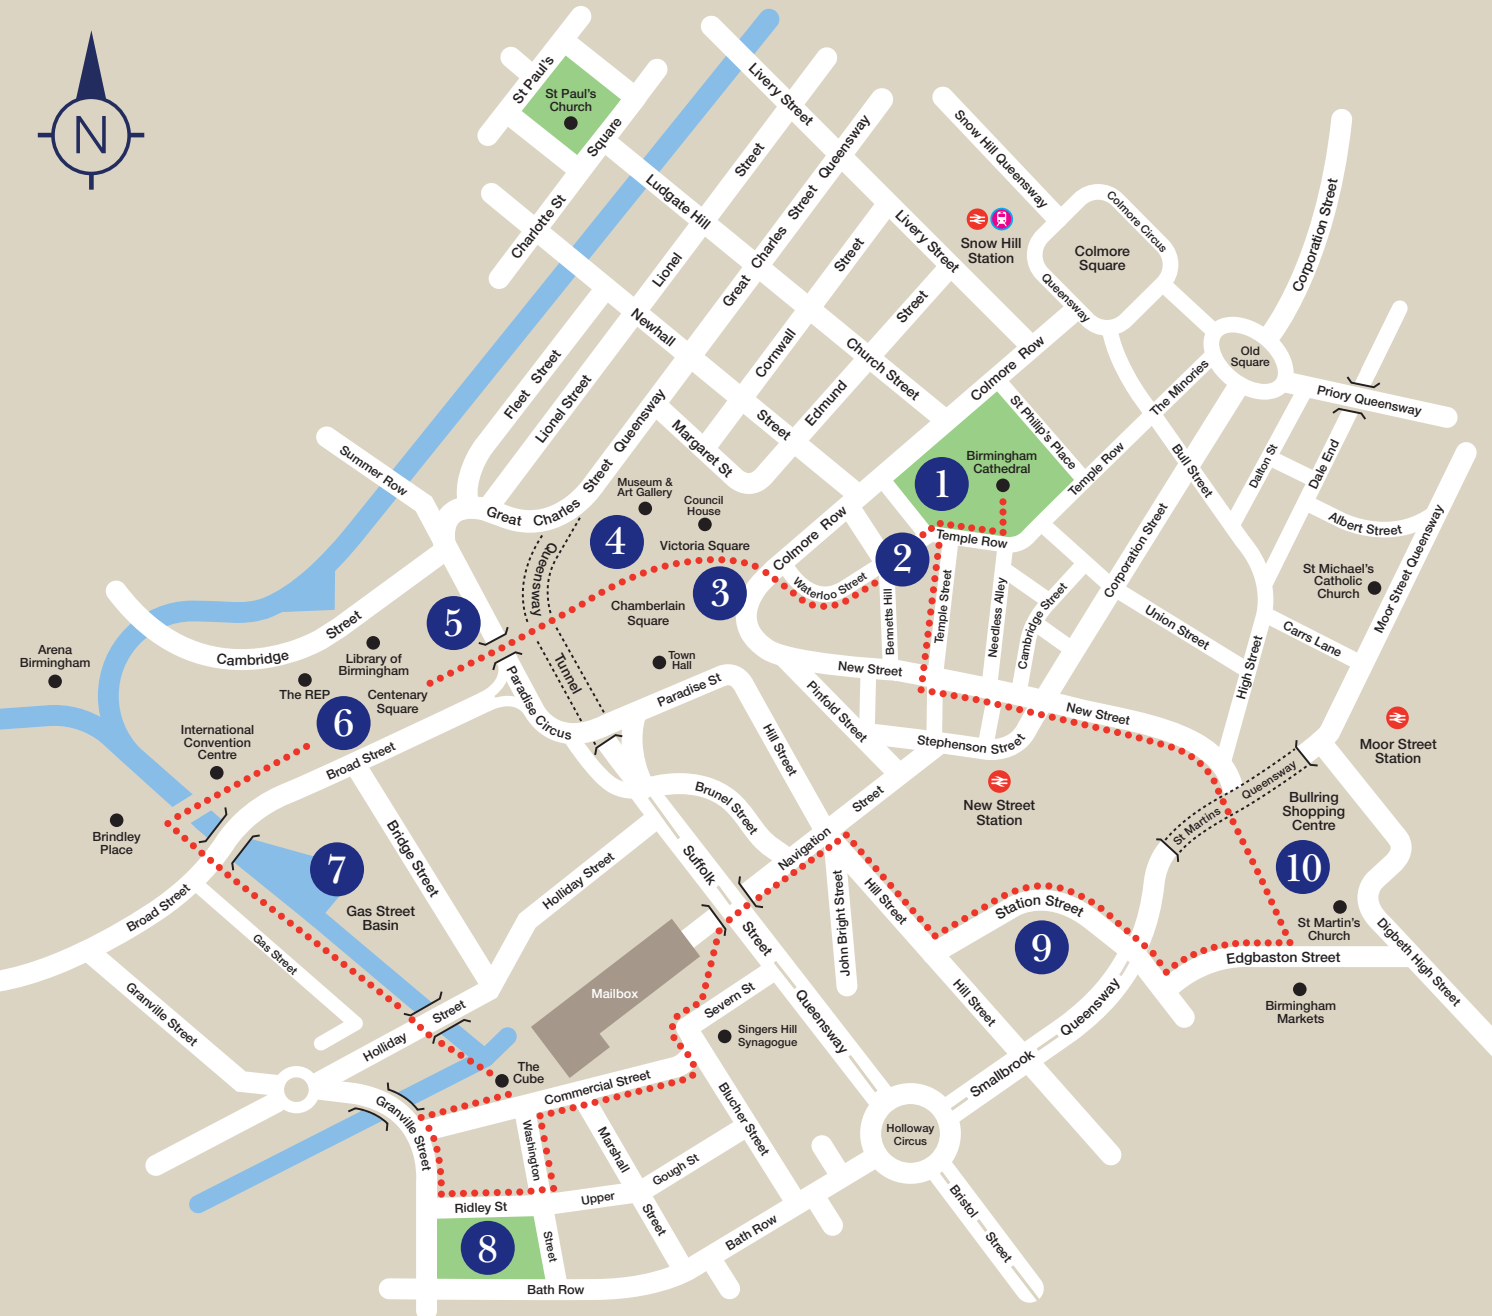 N
St Paul's
St Paul's
Church
Square
Charlotte St
Ludgate Hill
Livery Street
Lionel
Street
Great
Charles
Street
Queensway
Snow Hill Queensway
Livery Street
Snow Hill
Station
Colmore Circus
Colmore
Square
Queensway
Corporation Street
Newhall
Street
Cornwall
Street
Church Street
Edmund
Street
Colmore
Row
Old
Square
Priory Queensway
The Minories
Fleet
Street
Lionel Street
Margaret St
St Philip's Place
Temple Row
Bull Street
Dalton St
Dale End
Albert Street
Moor Street Queensway
Birmingham
Cathedral
1
Temple Row
Summer Row
Great
Charles
Street
Queensway
Queensway
Tunnel
Museum &
Art Gallery
Council
House
Victoria Square
4
Colmore Row
2
3
Waterloo Street
Bennetts Hill
Temple Street
Needless Alley
Cambridge Street
Corporation Street
Union Street
St Michael's
Catholic
Church
Carrs Lane
High Street
Chamberlain
Square
Town
Hall
5
Cambridge
Street
Library of
Birmingham
The REP
Centenary
Square
6
Arena
Birmingham
International
Convention
Centre
Brindley
Place
Broad Street
Paradise Circus
Paradise St
New Street
Pinfold Street
Stephenson Street
New Street
Hill Street
Brunel Street
Navigation
Street
New Street
Station
Moor Street
Station
St Martins
Queensway
Bullring
Shopping
Centre
10
St Martin's
Church
Edgbaston Street
Digbeth High Street
Birmingham
Markets
7
Gas Street
Basin
Bridge Street
Holliday Street
Suffolk
Street
Queensway
John Bright Street
Hill Street
Station Street
9
Hill Street
Smallbrook
Queensway
Broad Street
Gas Street
Granville Street
Holliday
Street
Mailbox
Severn St
Singers Hill
Synagogue
The
Cube
Commercial Street
Granville Street
Washington
Street
Marshall
Street
Blucher Street
Gough St
Upper
Ridley St
8
Bath Row
Bath Row
Holloway
Circus
Bristol
Street